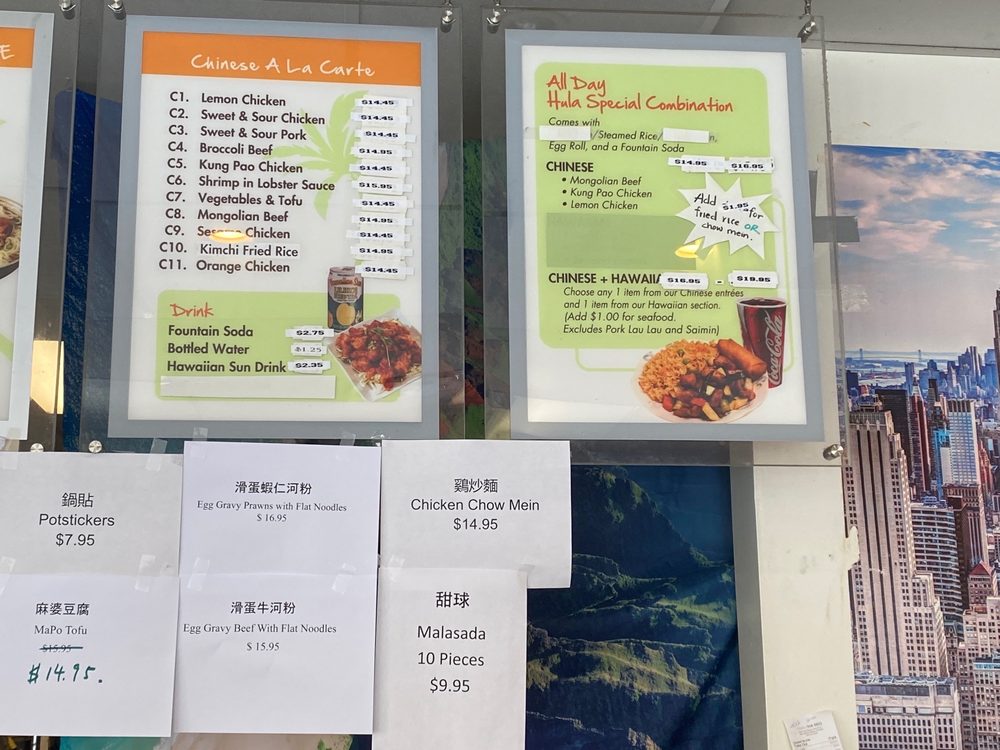 E
Chinese A La Carte
C1. Lemon Chicken $14.45
C2. Sweet & Sour Chicken $14.45
C3. Sweet & Sour Pork $14.45
C4. Broccoli Beef $14.95
C5. Kung Pao Chicken $14.45
C6. Shrimp in Lobster Sauce $15.95
C7. Vegetables & Tofu $14.45
C8. Mongolian Beef $14.95
C9. Sesame Chicken $14.45
C10. Kimchi Fried Rice $14.95
C11. Orange Chicken $14.45
Drink
Fountain Soda $2.75
Bottled Water $1.25
Hawaiian Sun Drink $2.35
All Day
Hula Special Combination
Comes with
/Steamed Rice/ n,
Egg Roll, and a Fountain Soda
$14.95 - $16.95
CHINESE
• Mongolian Beef
• Kung Pao Chicken
• Lemon Chicken
Add $1.95 for
fried rice OR
chow mein.
CHINESE + HAWAII $16.95 - $19.95
Choose any 1 item from our Chinese entrées
and 1 item from our Hawaiian section.
(Add $1.00 for seafood.
Excludes Pork Lau Lau and Saimin)
Coca-Cola
鍋貼
Potstickers
$7.95
滑蛋蝦仁河粉
Egg Gravy Prawns with Flat Noodles
$ 16.95
鷄炒麵
Chicken Chow Mein
$14.95
麻婆豆腐
MaPo Tofu
$15.95
$14.95.
滑蛋牛河粉
Egg Gravy Beef With Flat Noodles
$ 15.95
甜球
Malasada
10 Pieces
$9.95